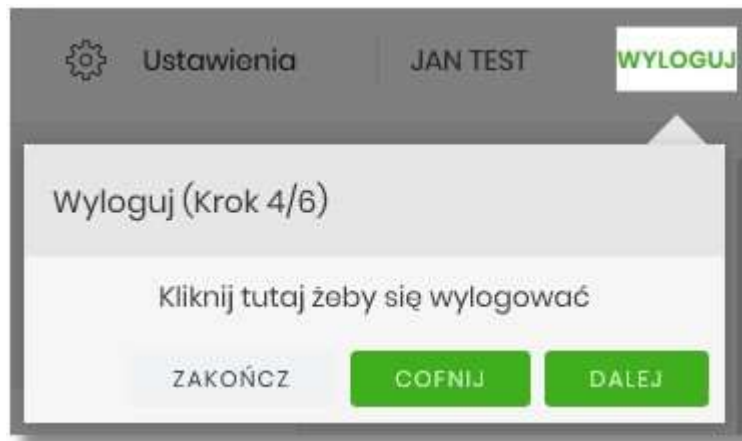 Ustawienia JAN TEST WYLOGUJ
Wyloguj (Krok 4/6)
Kliknij tutaj żeby się wylogować
ZAKOŃCZ COFNIJ DALEJ